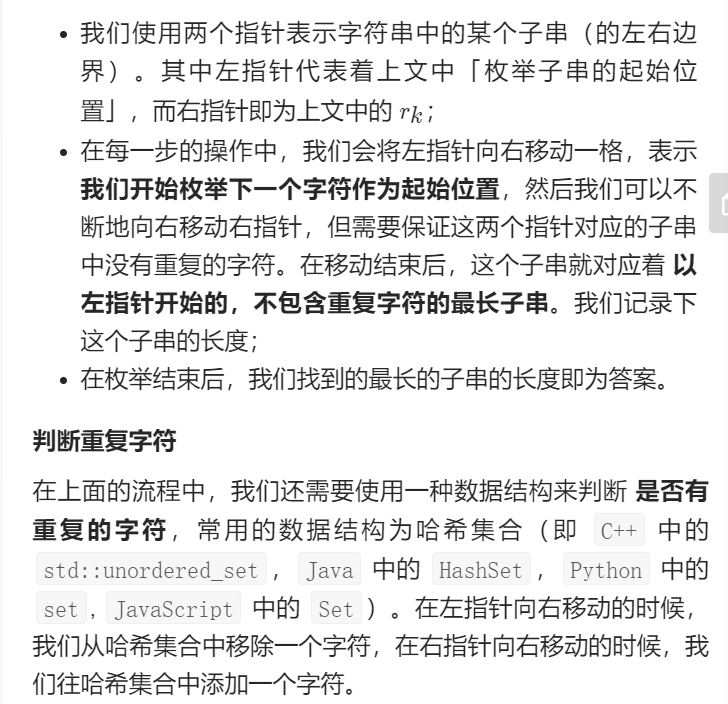 • 我们使用两个指针表示字符串中的某个子串（的左右边
界）。其中左指针代表着上文中「枚举子串的起始位
置」，而右指针即为上文中的 rk；
• 在每一步的操作中，我们会将左指针向右移动一格，表示
我们开始枚举下一个字符作为起始位置，然后我们可以不
断地向右移动右指针，但需要保证这两个指针对应的子串
中没有重复的字符。在移动结束后，这个子串就对应着 以
左指针开始的，不包含重复字符的最长子串。我们记录下
这个子串的长度；
• 在枚举结束后，我们找到的最长的子串的长度即为答案。
判断重复字符
在上面的流程中，我们还需要使用一种数据结构来判断 是否有
重复的字符，常用的数据结构为哈希集合（即 C++ 中的
std::unordered_set，Java 中的 HashSet，Python 中的
set，JavaScript 中的 Set）。在左指针向右移动的时候，
我们从哈希集合中移除一个字符，在右指针向右移动的时候，我
们往哈希集合中添加一个字符。